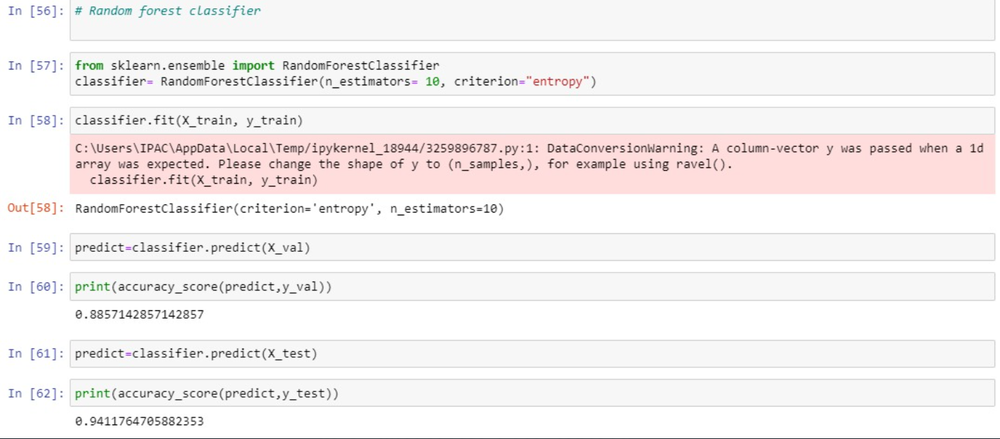 In [56]: # Random forest classifier
In [57]: from sklearn.ensemble import RandomForestClassifier
classifier= RandomForestClassifier(n_estimators= 10, criterion="entropy")
In [58]: classifier.fit(X_train, y_train)
C:\Users\IPAC\AppData\Local\Temp/ipykernel_18944/3259896787.py:1: DataConversionWarning: A column-vector y was passed when a 1d
array was expected. Please change the shape of y to (n_samples,), for example using ravel().
classifier.fit(X_train, y_train)
Out[58]: RandomForestClassifier(criterion='entropy', n_estimators=10)
In [59]: predict=classifier.predict(X_val)
In [60]: print(accuracy_score(predict,y_val))
0.8857142857142857
In [61]: predict=classifier.predict(X_test)
In [62]: print(accuracy_score(predict,y_test))
0.9411764705882353